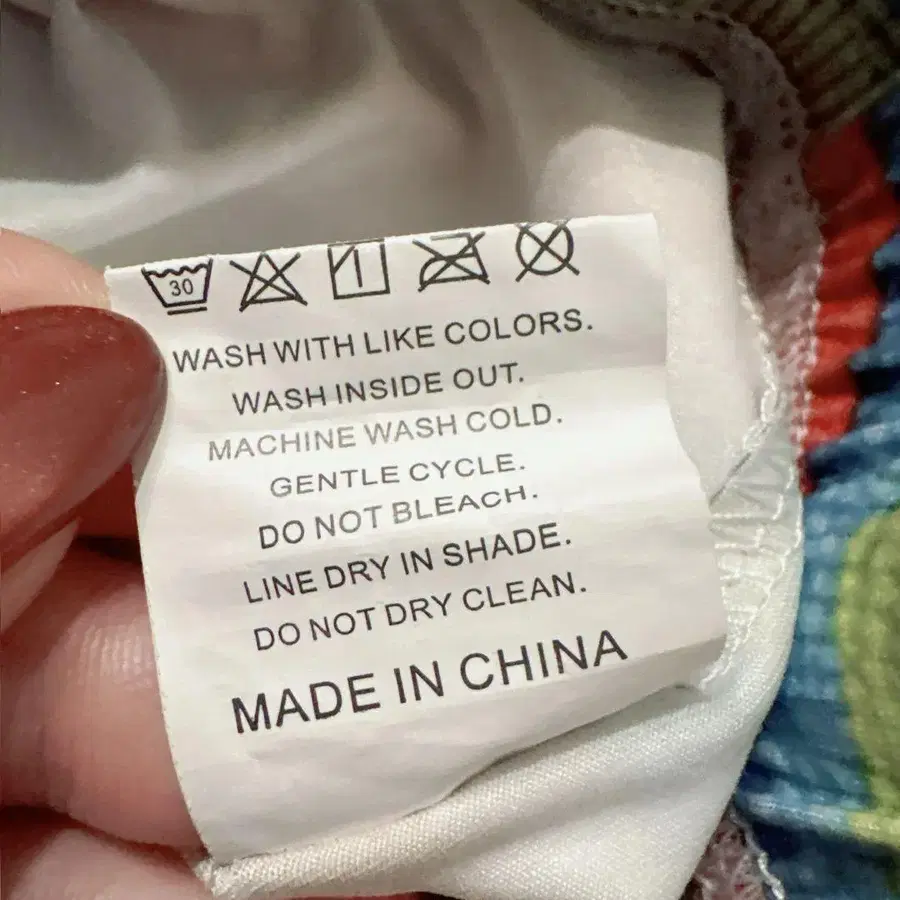 30
WASH WITH LIKE COLORS.
WASH INSIDE OUT.
MACHINE WASH COLD.
GENTLE CYCLE.
DO NOT BLEACH.
LINE DRY IN SHADE.
DO NOT DRY CLEAN.
MADE IN CHINA